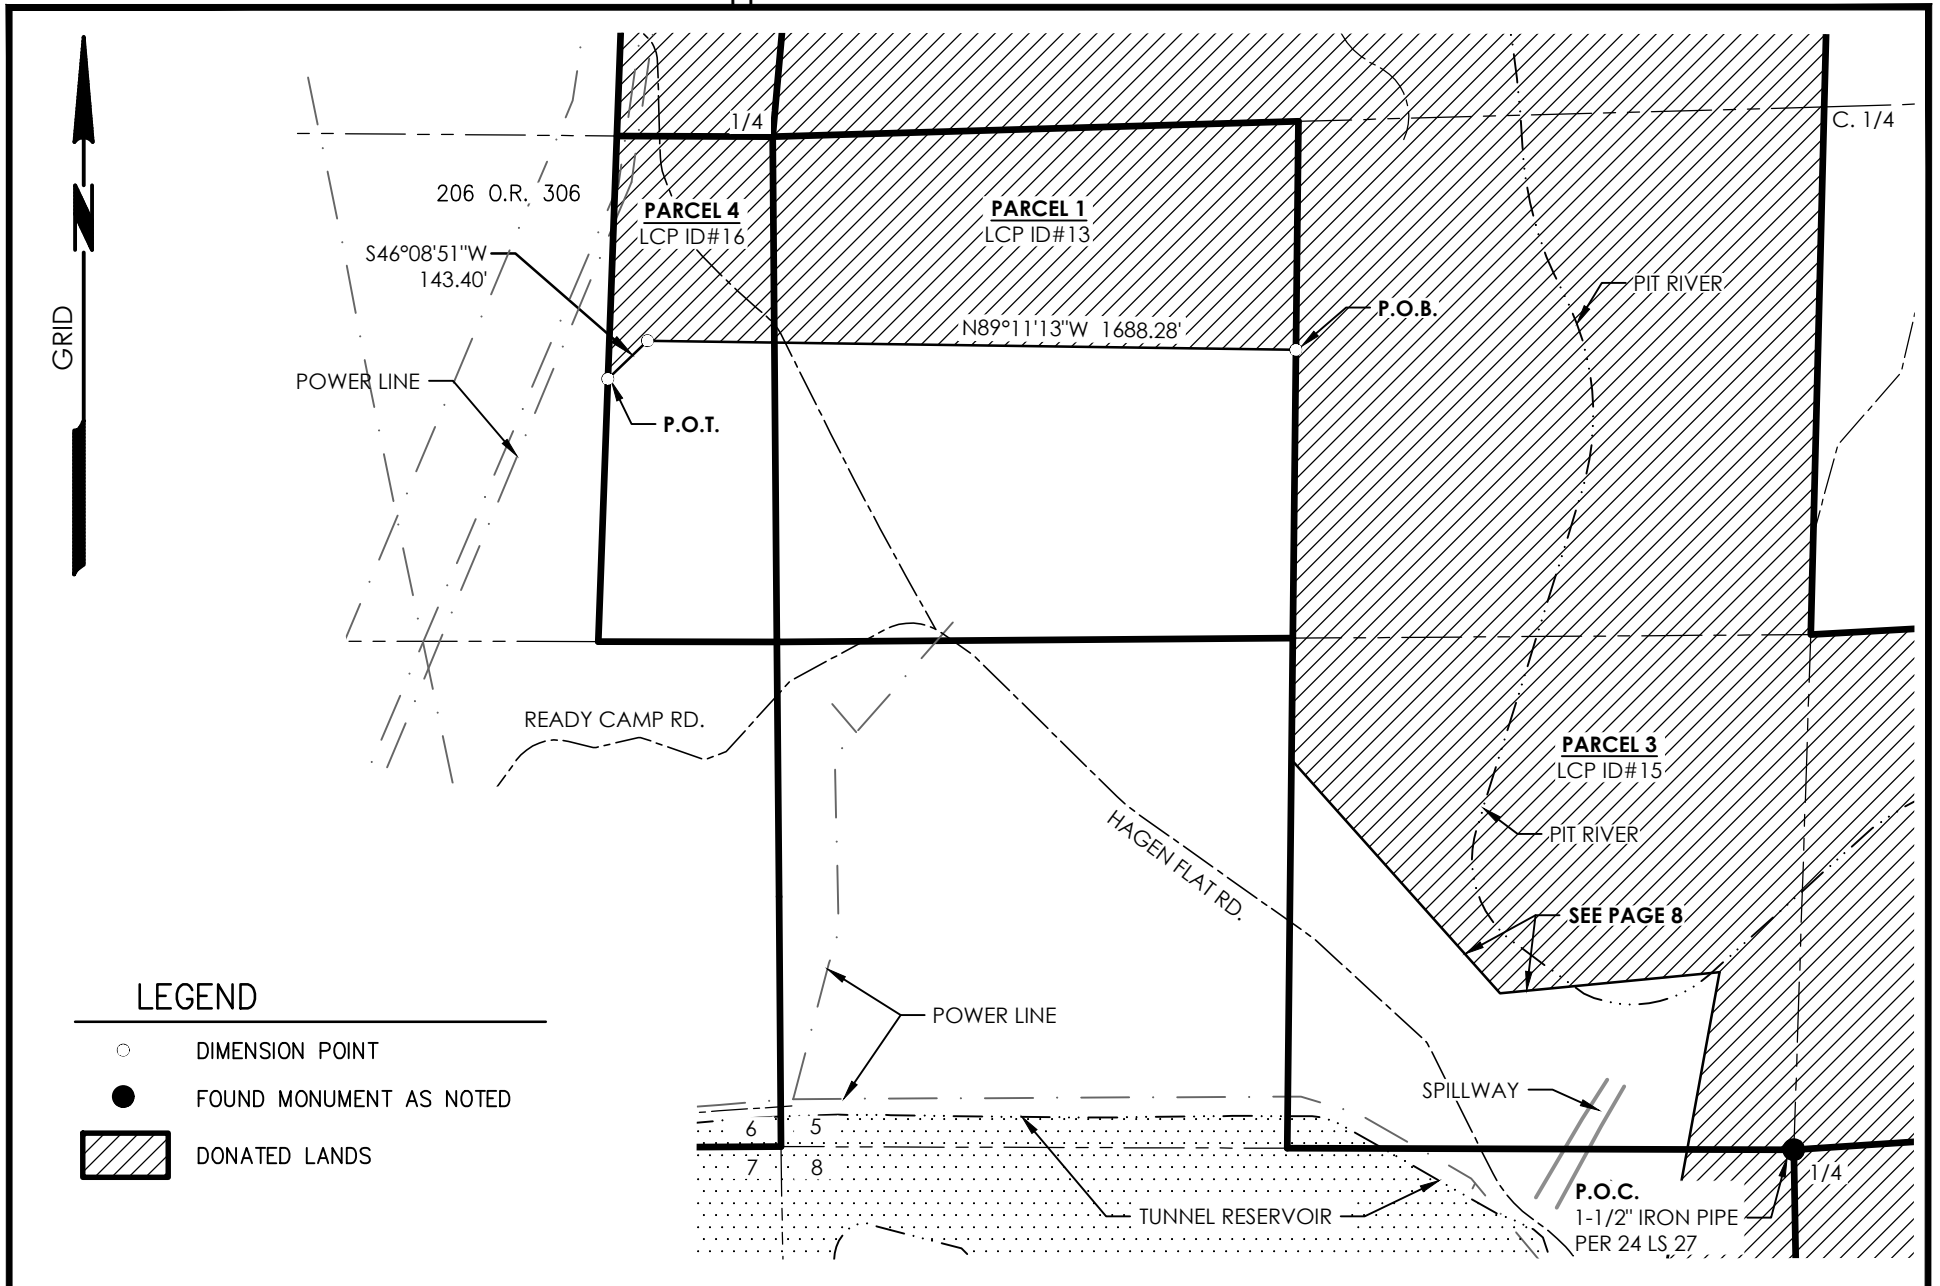 1/4
C. 1/4
206 O.R. 306
PARCEL 4
LCP ID#16
PARCEL 1
LCP ID#13
N
GRID
S46°08'51"W
143.40'
PIT RIVER
P.O.B.
N89°11'13"W 1688.28'
POWER LINE
P.O.T.
READY CAMP RD.
PARCEL 3
LCP ID#15
PIT RIVER
HAGEN FLAT RD.
SEE PAGE 8
LEGEND
DIMENSION POINT
FOUND MONUMENT AS NOTED
DONATED LANDS
POWER LINE
SPILLWAY
6 5
7 8
1/4
TUNNEL RESERVOIR
P.O.C.
1-1/2" IRON PIPE
PER 24 LS 27